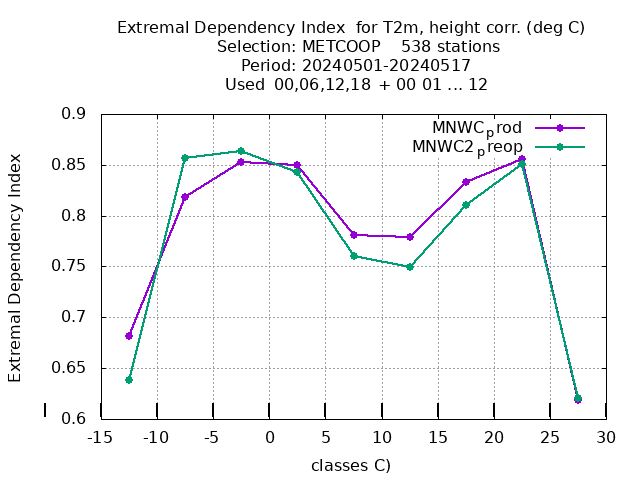 Extremal Dependency Index  for T2m, height corr. (deg C)
Selection: METCOOP    538 stations
Period: 20240501-20240517
Used  00,06,12,18 + 00 01 ... 12
0.9
MNWCprod
MNWC2preop
0.85
0.8
0.75
0.7
0.65
0.6
Extremal Dependency Index
-15 -10 -5 0 5 10 15 20 25 30
classes C)